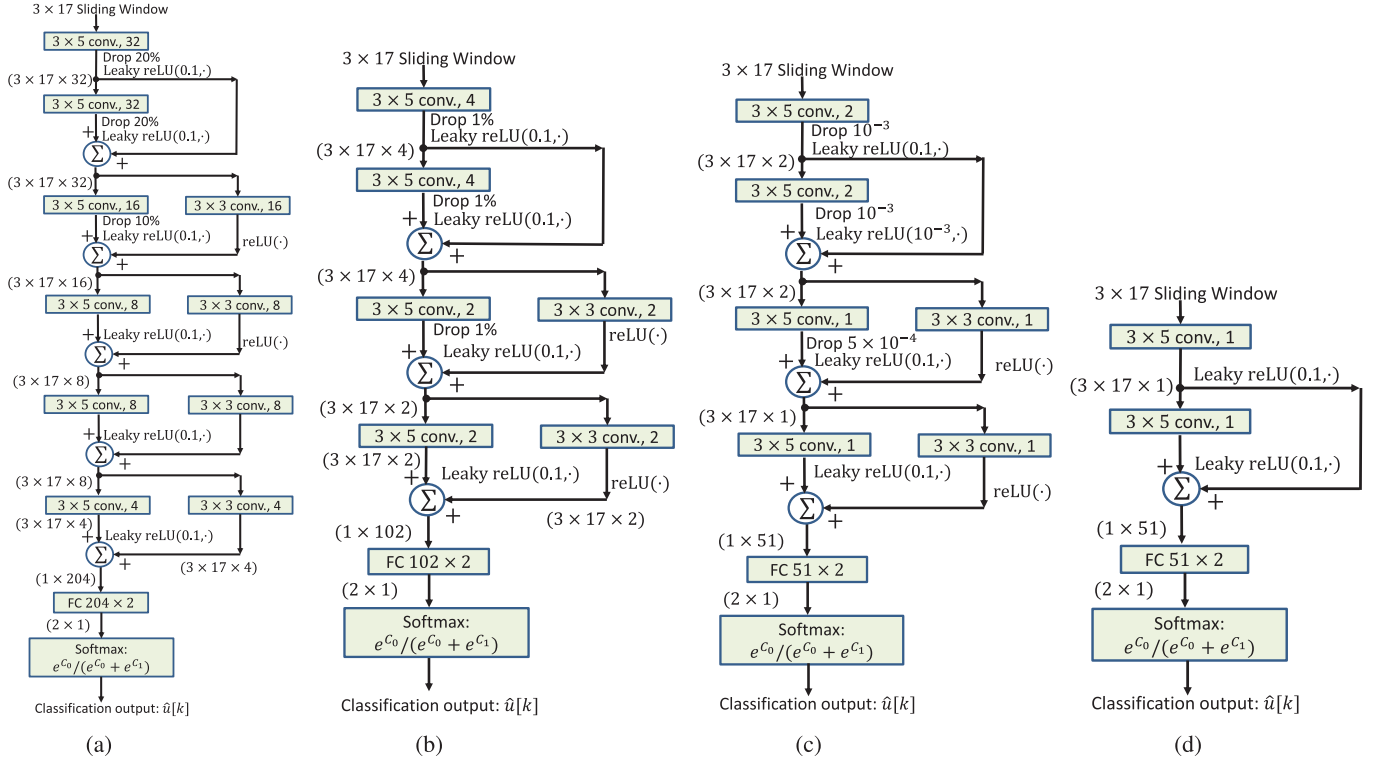 3 × 17 Sliding Window
3 × 5 conv., 32
Drop 20%
Leaky reLU(0.1,·)
(3 × 17 × 32)
3 × 5 conv., 32
Drop 20%
+ Leaky reLU(0.1,·)
Σ
+
(3 × 17 × 32)
3 × 5 conv., 16
3 × 3 conv., 16
Drop 10%
+ Leaky reLU(0.1,·)
reLU(·)
Σ
+
(3 × 17 × 16)
3 × 5 conv., 8
3 × 3 conv., 8
+ Leaky reLU(0.1,·)
reLU(·)
Σ
+
(3 × 17 × 8)
3 × 5 conv., 8
3 × 3 conv., 8
+ Leaky reLU(0.1,·)
Σ
+
(3 × 17 × 8)
3 × 5 conv., 4
3 × 3 conv., 4
(3 × 17 × 4)
+ Leaky reLU(0.1,·)
Σ
+
(3 × 17 × 4)
(1 × 204)
FC 204 × 2
(2 × 1)
Softmax:
e^{C_0}/(e^{C_0} + e^{C_1})
Classification output: û[k]
(a)
3 × 17 Sliding Window
3 × 5 conv., 4
Drop 1%
Leaky reLU(0.1,·)
(3 × 17 × 4)
3 × 5 conv., 4
Drop 1%
+ Leaky reLU(0.1,·)
Σ
+
(3 × 17 × 4)
3 × 5 conv., 2
3 × 3 conv., 2
Drop 1%
reLU(·)
+ Leaky reLU(0.1,·)
Σ
+
(3 × 17 × 2)
3 × 5 conv., 2
3 × 3 conv., 2
(3 × 17 × 2)
+ Leaky reLU(0.1,·)
reLU(·)
Σ
+
(3 × 17 × 2)
(1 × 102)
FC 102 × 2
(2 × 1)
Softmax:
e^{C_0}/(e^{C_0} + e^{C_1})
Classification output: û[k]
(b)
3 × 17 Sliding Window
3 × 5 conv., 2
Drop 10⁻³
Leaky reLU(0.1,·)
(3 × 17 × 2)
3 × 5 conv., 2
Drop 10⁻³
+ Leaky reLU(10⁻³,·)
Σ
+
(3 × 17 × 2)
3 × 5 conv., 1
3 × 3 conv., 1
Drop 5 × 10⁻⁴
+ Leaky reLU(0.1,·)
reLU(·)
Σ
+
(3 × 17 × 1)
3 × 5 conv., 1
3 × 3 conv., 1
Leaky reLU(0.1,·)
+
reLU(·)
Σ
+
(1 × 51)
FC 51 × 2
(2 × 1)
Softmax:
e^{C_0}/(e^{C_0} + e^{C_1})
Classification output: û[k]
(c)
3 × 17 Sliding Window
3 × 5 conv., 1
Leaky reLU(0.1,·)
(3 × 17 × 1)
3 × 5 conv., 1
+ Leaky reLU(0.1,·)
Σ
+
(1 × 51)
FC 51 × 2
(2 × 1)
Softmax:
e^{C_0}/(e^{C_0} + e^{C_1})
Classification output: û[k]
(d)